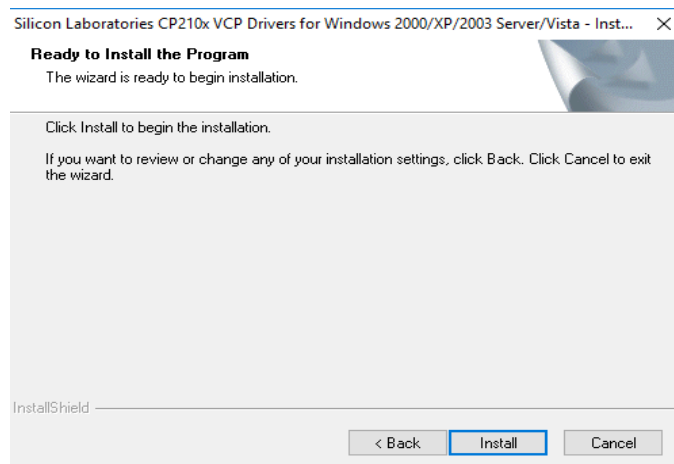 Silicon Laboratories CP210x VCP Drivers for Windows 2000/XP/2003 Server/Vista - Inst...
Ready to Install the Program
The wizard is ready to begin installation.
Click Install to begin the installation.
If you want to review or change any of your installation settings, click Back. Click Cancel to exit
the wizard.
InstallShield
< Back Install Cancel